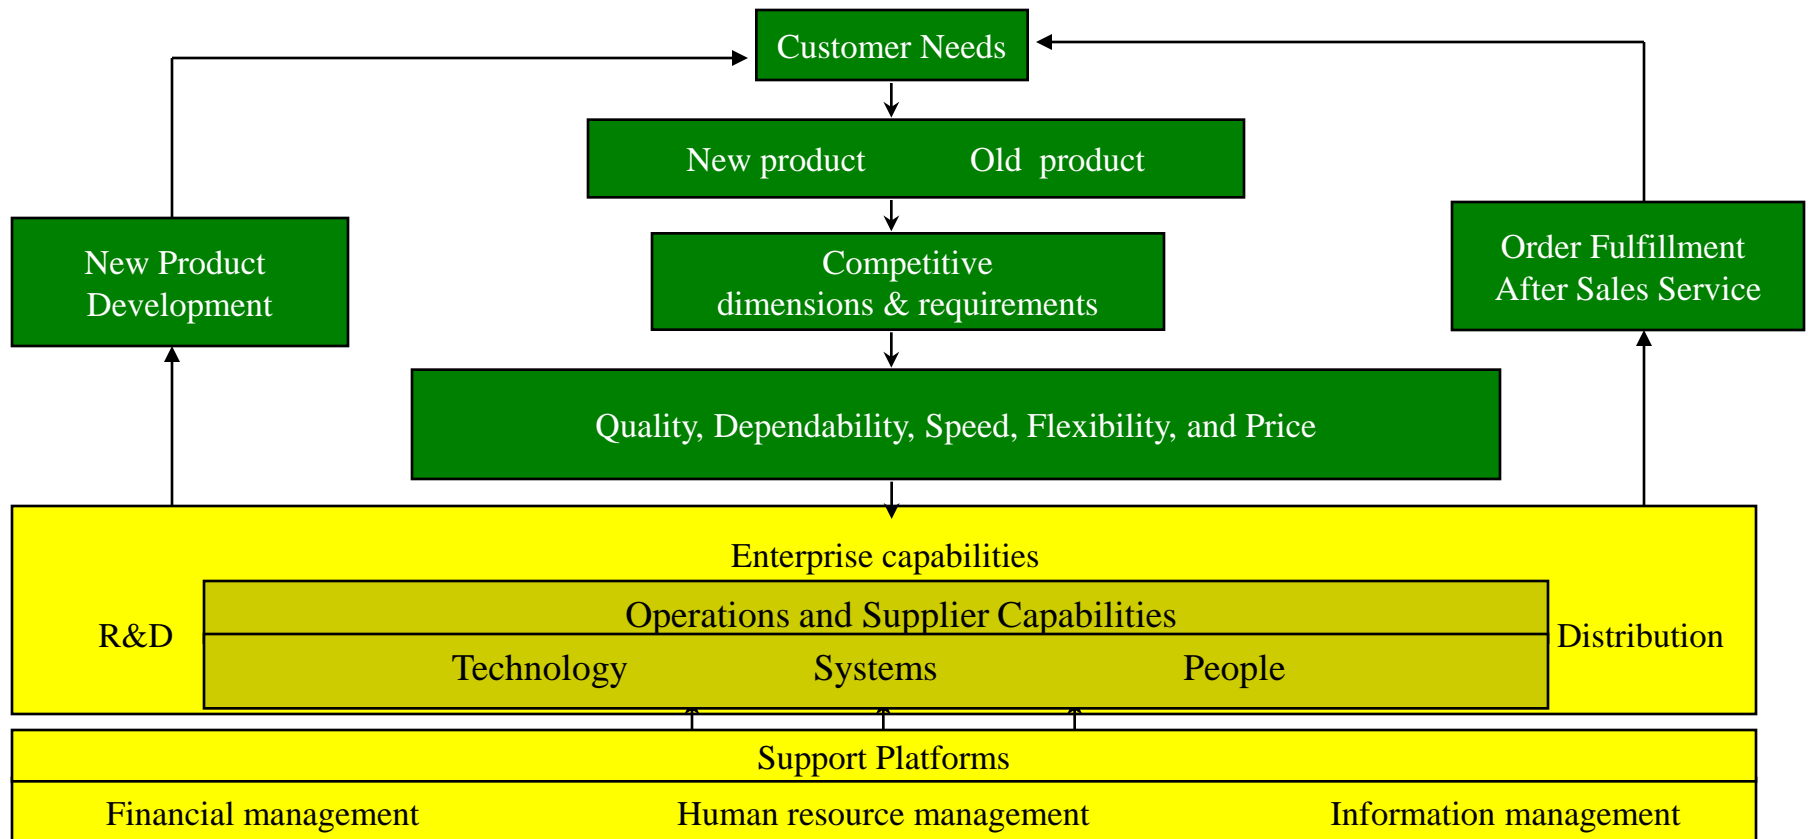 Customer Needs
New product Old product
New Product
Development
Competitive
dimensions & requirements
Order Fulfillment
After Sales Service
Quality, Dependability, Speed, Flexibility, and Price
Enterprise capabilities
Operations and Supplier Capabilities
R&D
Distribution
Technology Systems People
Support Platforms
Financial management Human resource management Information management